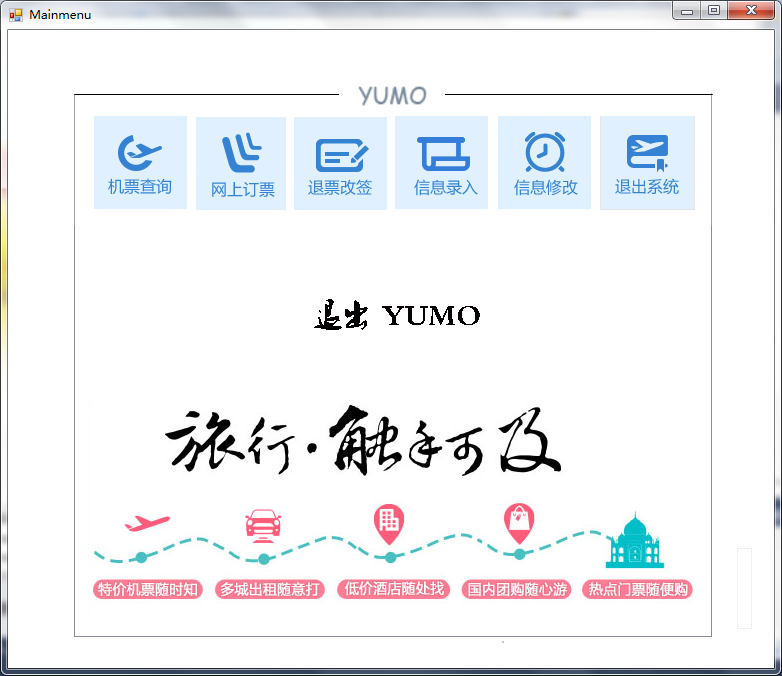 Mainmenu
YUMO
机票查询 网上订票 退票改签 信息录入 信息修改 退出系统
退出 YUMO
旅行·触手可及
特价机票随时知 多城出租随意打 低价酒店随处找 国内团购随心游 热点门票随便购